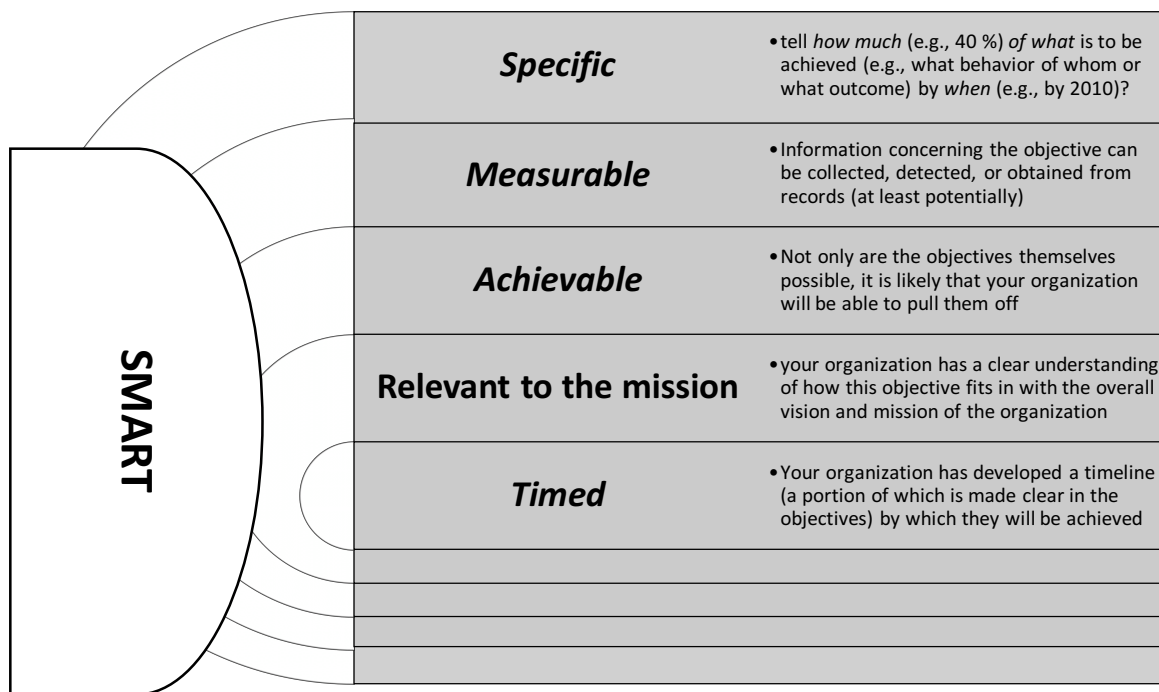 SMART
Specific
•tell how much (e.g., 40 %) of what is to be
achieved (e.g., what behavior of whom or
what outcome) by when (e.g., by 2010)?
Measurable
•Information concerning the objective can
be collected, detected, or obtained from
records (at least potentially)
Achievable
•Not only are the objectives themselves
possible, it is likely that your organization
will be able to pull them off
Relevant to the mission
•your organization has a clear understanding
of how this objective fits in with the overall
vision and mission of the organization
Timed
•Your organization has developed a timeline
(a portion of which is made clear in the
objectives) by which they will be achieved